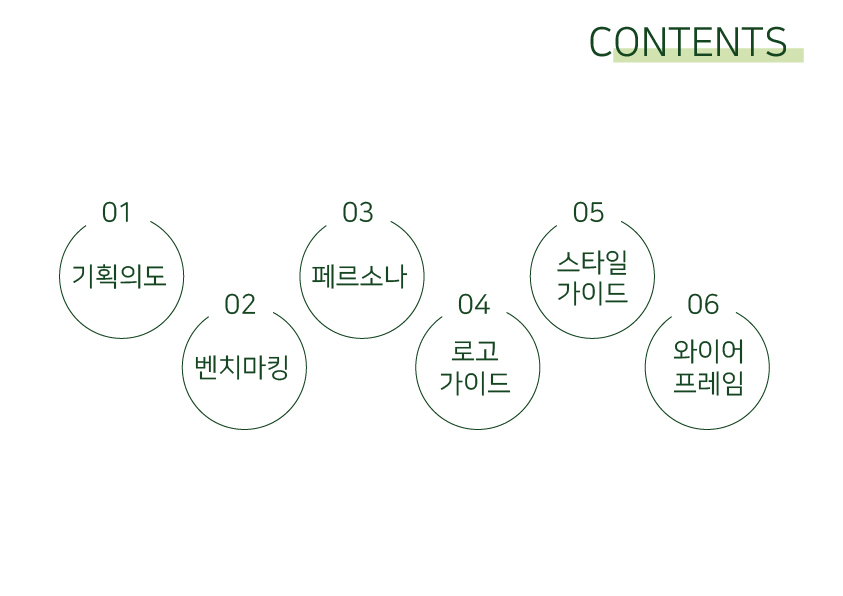 CONTENTS
01
기획의도
02
벤치마킹
03
페르소나
04
로고
가이드
05
스타일
가이드
06
와이어
프레임